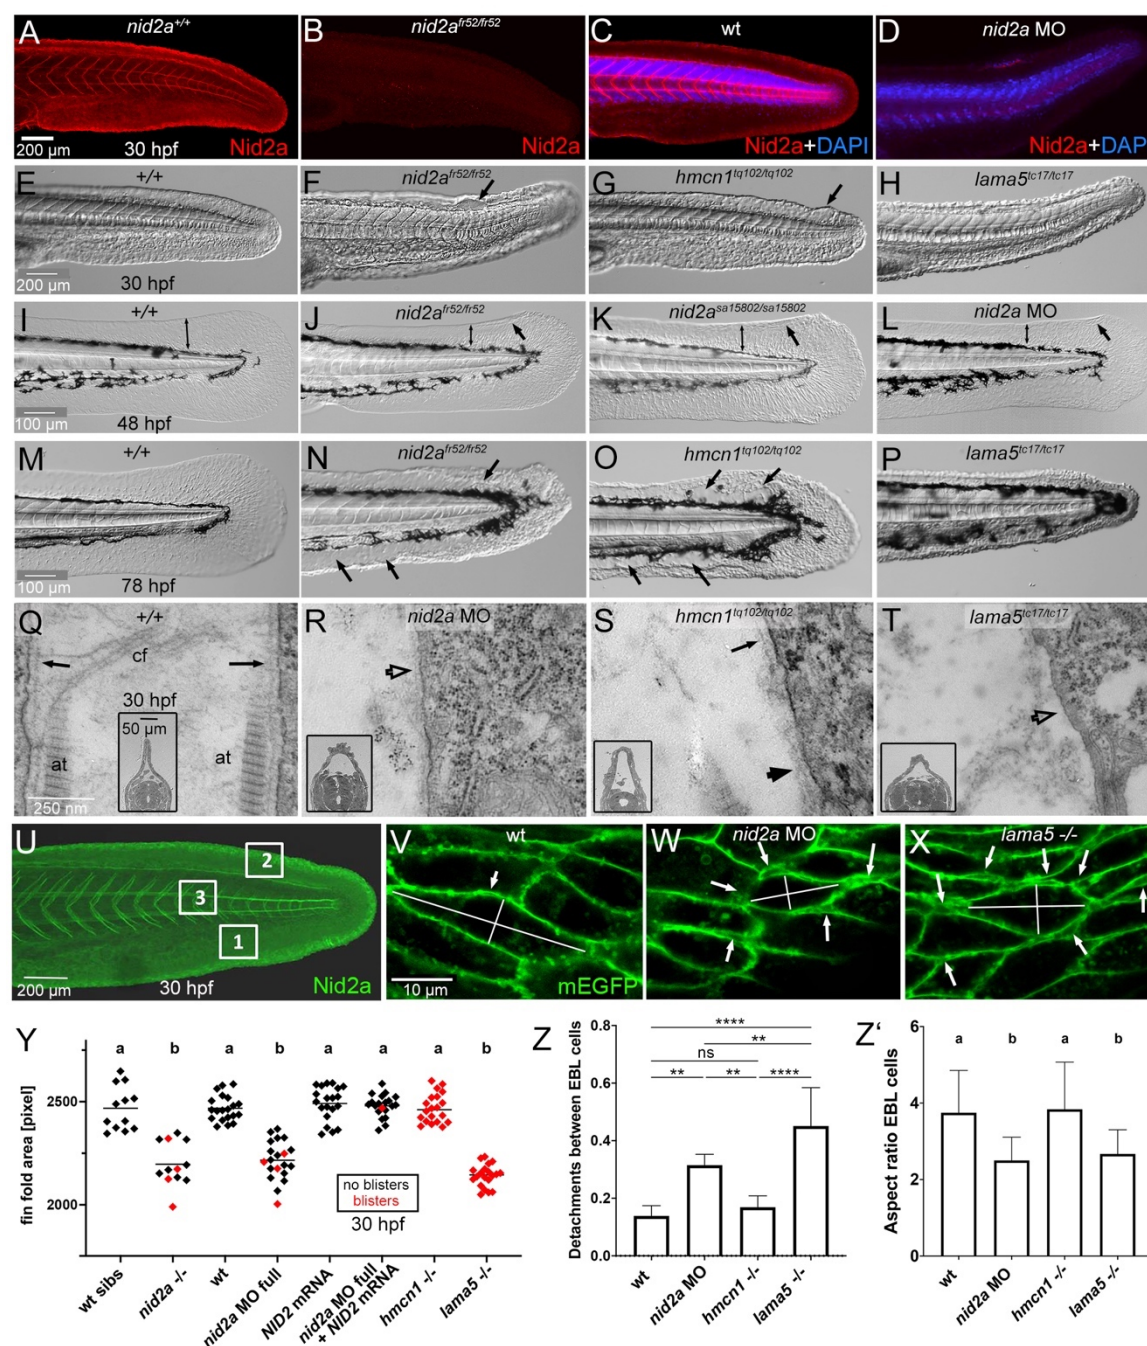 A nid2a+/+
B nid2afr52/fr52
C wt
D nid2a MO
200 µm 30 hpf Nid2a
Nid2a
Nid2a+DAPI
Nid2a+DAP
E +/+
F nid2afr52/fr52
G hmcn1tq102/tq102
H lama5tc17/tc17
200 µm 30 hpf
I +/+
J nid2afr52/fr52
K nid2asa15802/sa15802
L nid2a MO
100 µm 48 hpf
M +/+
N nid2afr52/fr52
O hmcn1tq102/tq102
P lama5tc17/tc17
100 µm 78 hpf
Q +/+
R nid2a MO
S hmcn1tq102/tq102
T lama5tc17/tc17
cf
30 hpf
50 µm
at at
250 nm
U
V wt
W nid2a MO
X lama5 -/-
2
3
1
200 µm 30 hpf Nid2a
10 µm mEGFP
Y
a b a b a a a b
fin fold area [pixel]
2500
2000
no blisters
blisters
30 hpf
wt sibs
nid2a -/-
wt
nid2a MO full
NID2 mRNA
nid2a MO full
+ NID2 mRNA
hmcn1 -/-
lama5 -/-
Z
Detachments between EBL cells
0.8
0.6
0.4
0.2
0.0
****
**
ns
** ** ****
wt
nid2a MO
hmcn1 -/-
lama5 -/-
Z'
Aspect ratio EBL cells
6
4
2
0
a b a b
wt
nid2a MO
hmcn1 -/-
lama5 -/-